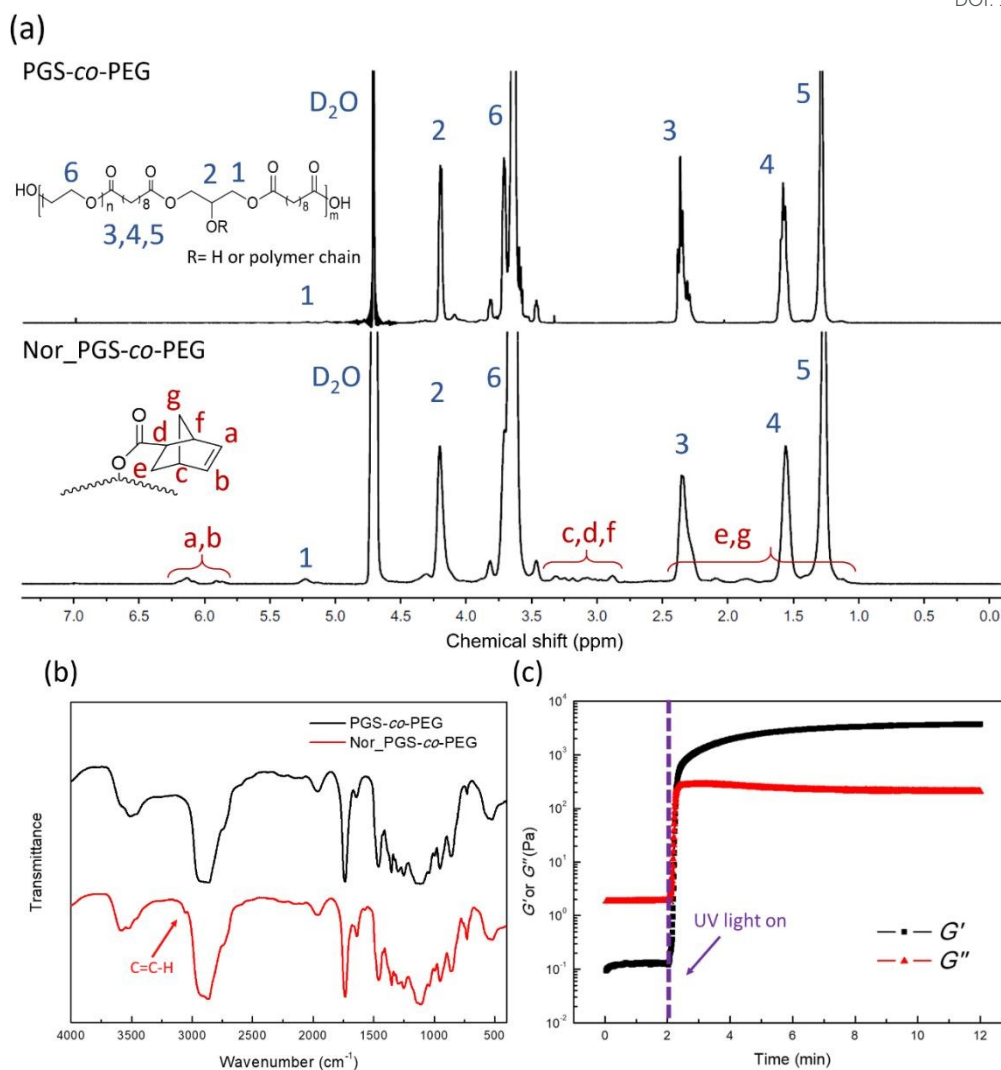 DOI: 
(a)
PGS-co-PEG
D2O
2
6
3
4
5
6
2
1
O
O
O
O
HO
O
n
8
O
O
8
OH
m
OR
3,4,5
R= H or polymer chain
1
Nor_PGS-co-PEG
D2O
2
6
3
4
5
g
O
d
f
a
O
e
c
b
a,b
1
c,d,f
e,g
7.0 6.5 6.0 5.5 5.0 4.5 4.0 3.5 3.0 2.5 2.0 1.5 1.0 0.5 0.0
Chemical shift (ppm)
(b)
Transmittance
PGS-co-PEG
Nor_PGS-co-PEG
C=C-H
4000 3500 3000 2500 2000 1500 1000 500
Wavenumber (cm-1)
(c)
G' or G'' (Pa)
10^4
10^3
10^2
10^1
10^0
10^-1
10^-2
UV light on
G'
G''
0 2 4 6 8 10 12
Time (min)